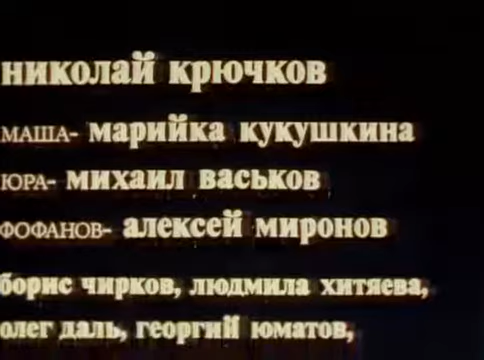 николай крючков
МАША- марийка кукушкина
ЮРА- михаил васьков
ФОФАНОВ- алексей миронов
борис чирков, людмила хитяева,
олег даль, георгий юматов,